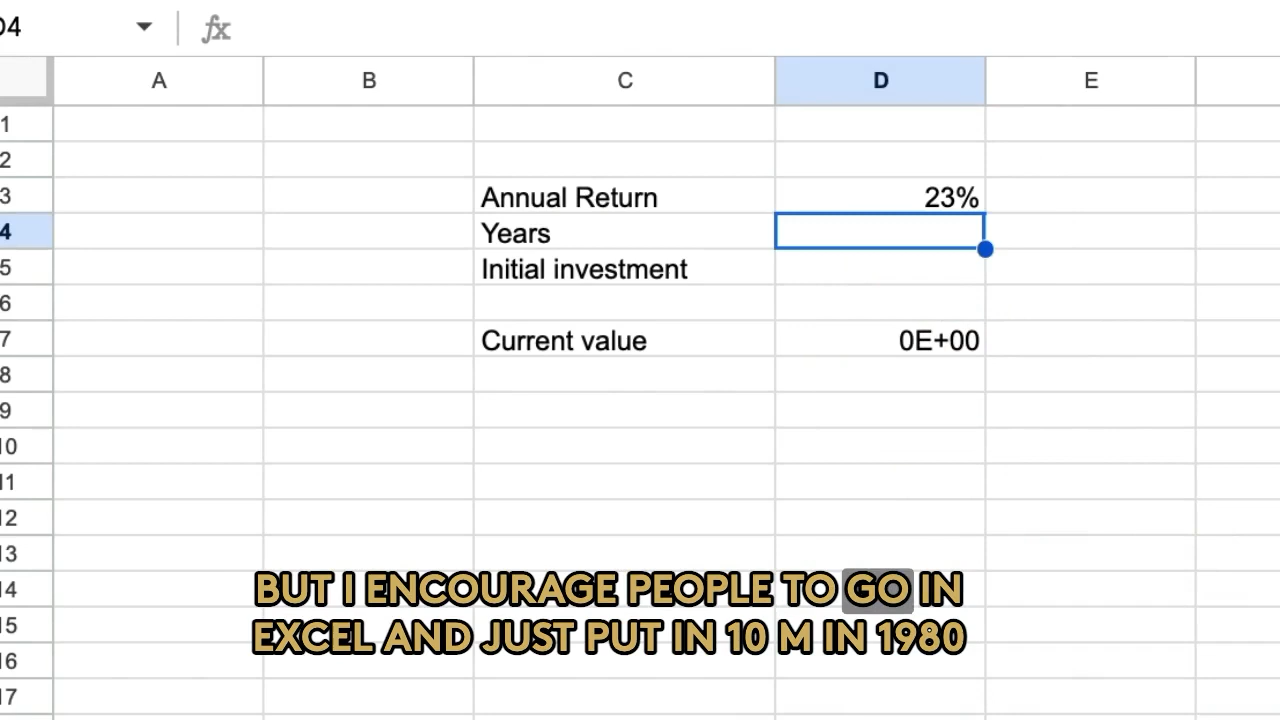 D4 fx
A B C D E
1
2
3 Annual Return 23%
4 Years
5 Initial investment
6
7 Current value 0E+00
8
9
10
11
12
13
14
15
16
17
BUT I ENCOURAGE PEOPLE TO GO IN
EXCEL AND JUST PUT IN 10 M IN 1980